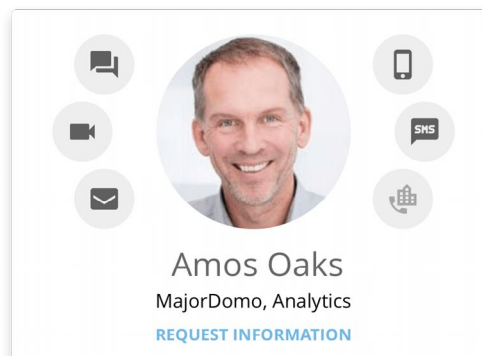 SMS
Amos Oaks
MajorDomo, Analytics
REQUEST INFORMATION